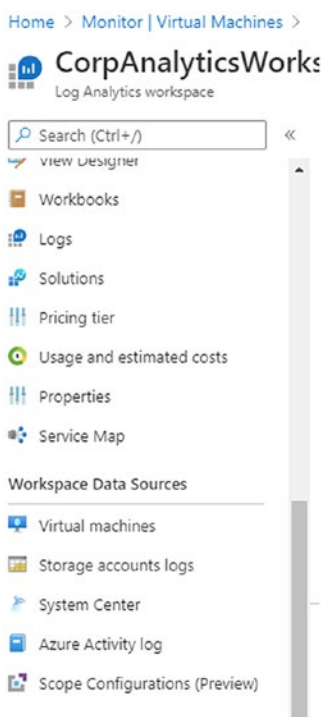 Home > Monitor | Virtual Machines >
CorpAnalyticsWorks
Log Analytics workspace
Search (Ctrl+/)
«
View Designer
Workbooks
Logs
Solutions
Pricing tier
Usage and estimated costs
Properties
Service Map
Workspace Data Sources
Virtual machines
Storage accounts logs
System Center
Azure Activity log
Scope Configurations (Preview)